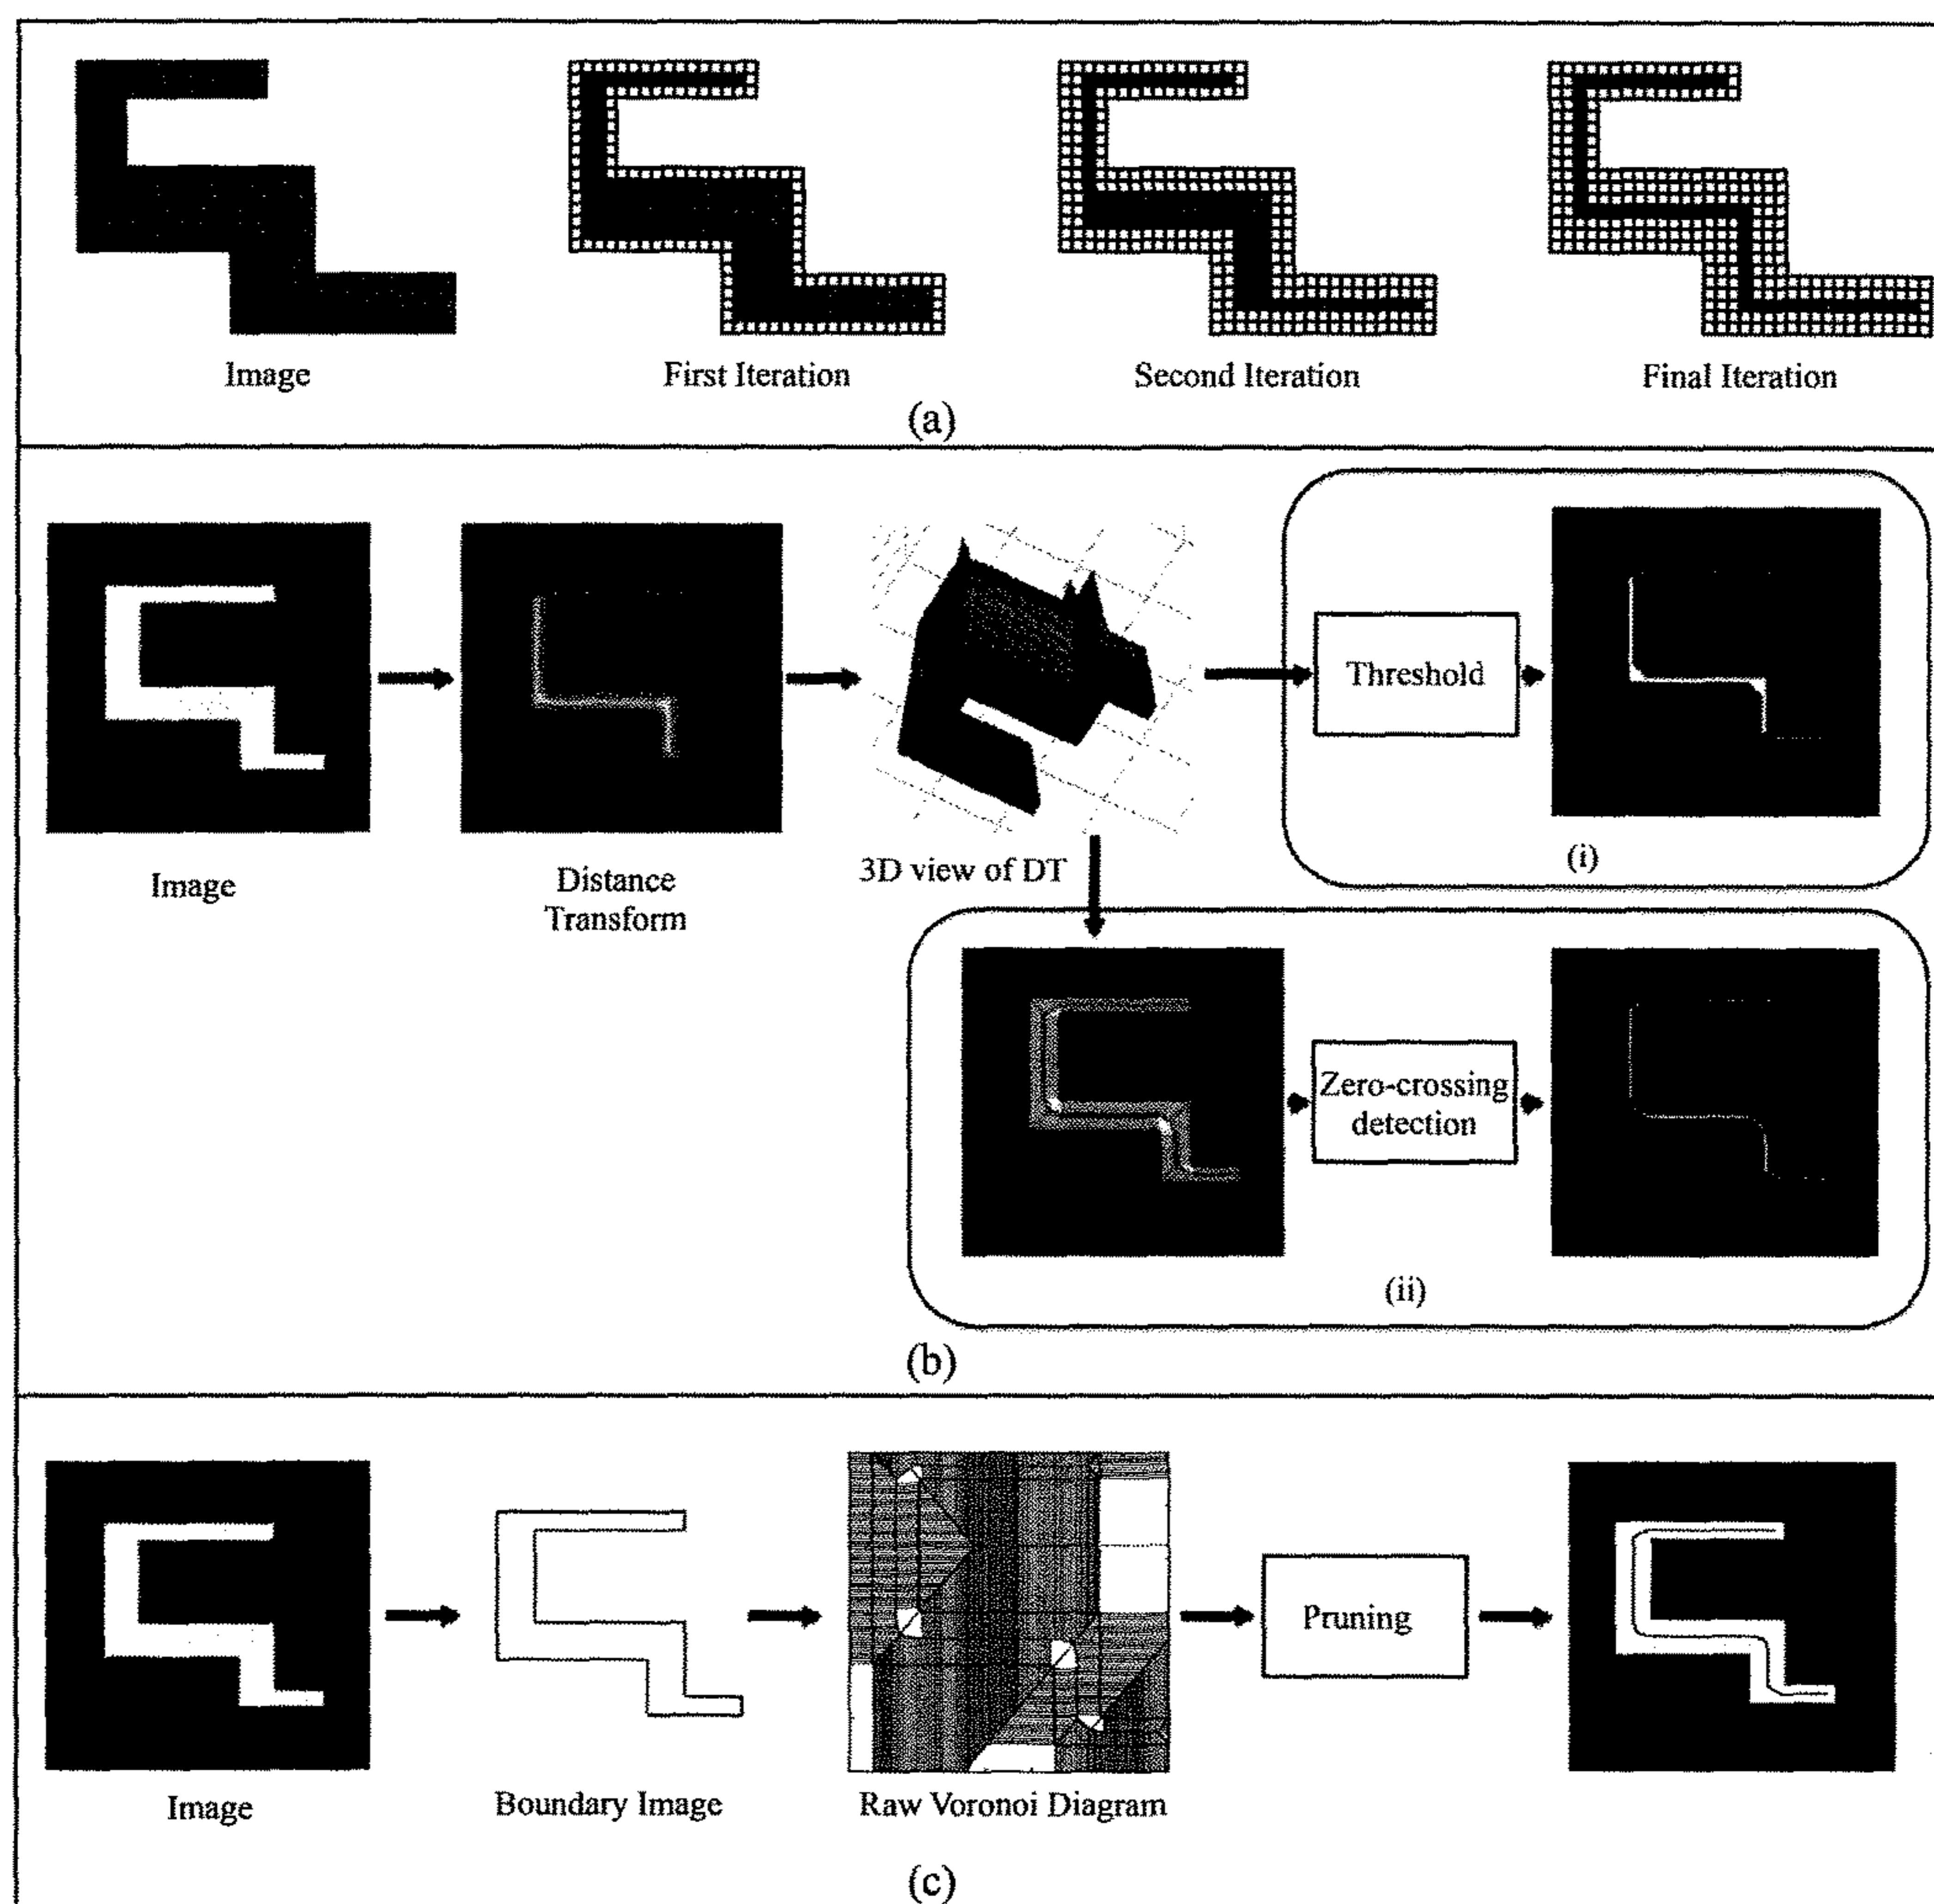 Image
First Iteration
Second Iteration
Final Iteration
(a)
Threshold
(i)
Image
Distance
Transform
3D view of DT
Zero-crossing
detection
(ii)
(b)
Pruning
Image
Boundary Image
Raw Voronoi Diagram
(c)